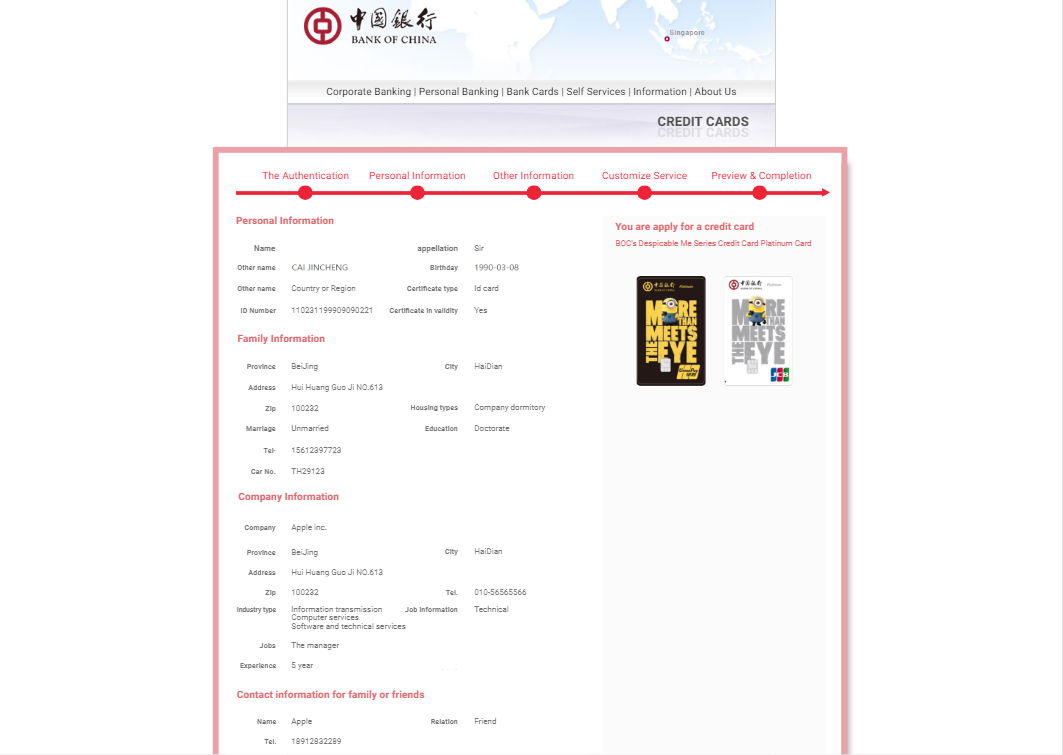 中国银行
BANK OF CHINA
Singapore
Corporate Banking | Personal Banking | Bank Cards | Self Services | Information | About Us
CREDIT CARDS
The Authentication Personal Information Other Information Customize Service Preview & Completion
Personal Information
Name appellation Sir
Other name CAI JINCHENG Birthday 1990-03-08
Other name Country or Region Certificate type Id card
ID Number 110231199909090221 Certificate in validity Yes
Family Information
Province BeiJing City HaiDian
Address Hui Huang Guo Ji NO.613
Zip 100232 Housing types Company dormitory
Marriage Unmarried Education Doctorate
Tel- 15612397723
Car No. TH29123
Company Information
Company Apple inc.
Province BeiJing City HaiDian
Address Hui Huang Guo Ji NO.613
Zip 100232 Tel. 010-56565566
Industry type Information transmission Job information Technical
Computer services
Software and technical services
Jobs The manager
Experience 5 year
Contact information for family or friends
Name Apple Relation Friend
Tel. 18912832289
You are apply for a credit card
BOC's Despicable Me Series Credit Card Platinum Card
中国银行 Platinum
MORE
THAN
MEETS
THE
EYE
UnionPay
中国银行 Platinum
MORE
THAN
MEETS
THE
EYE
JCB